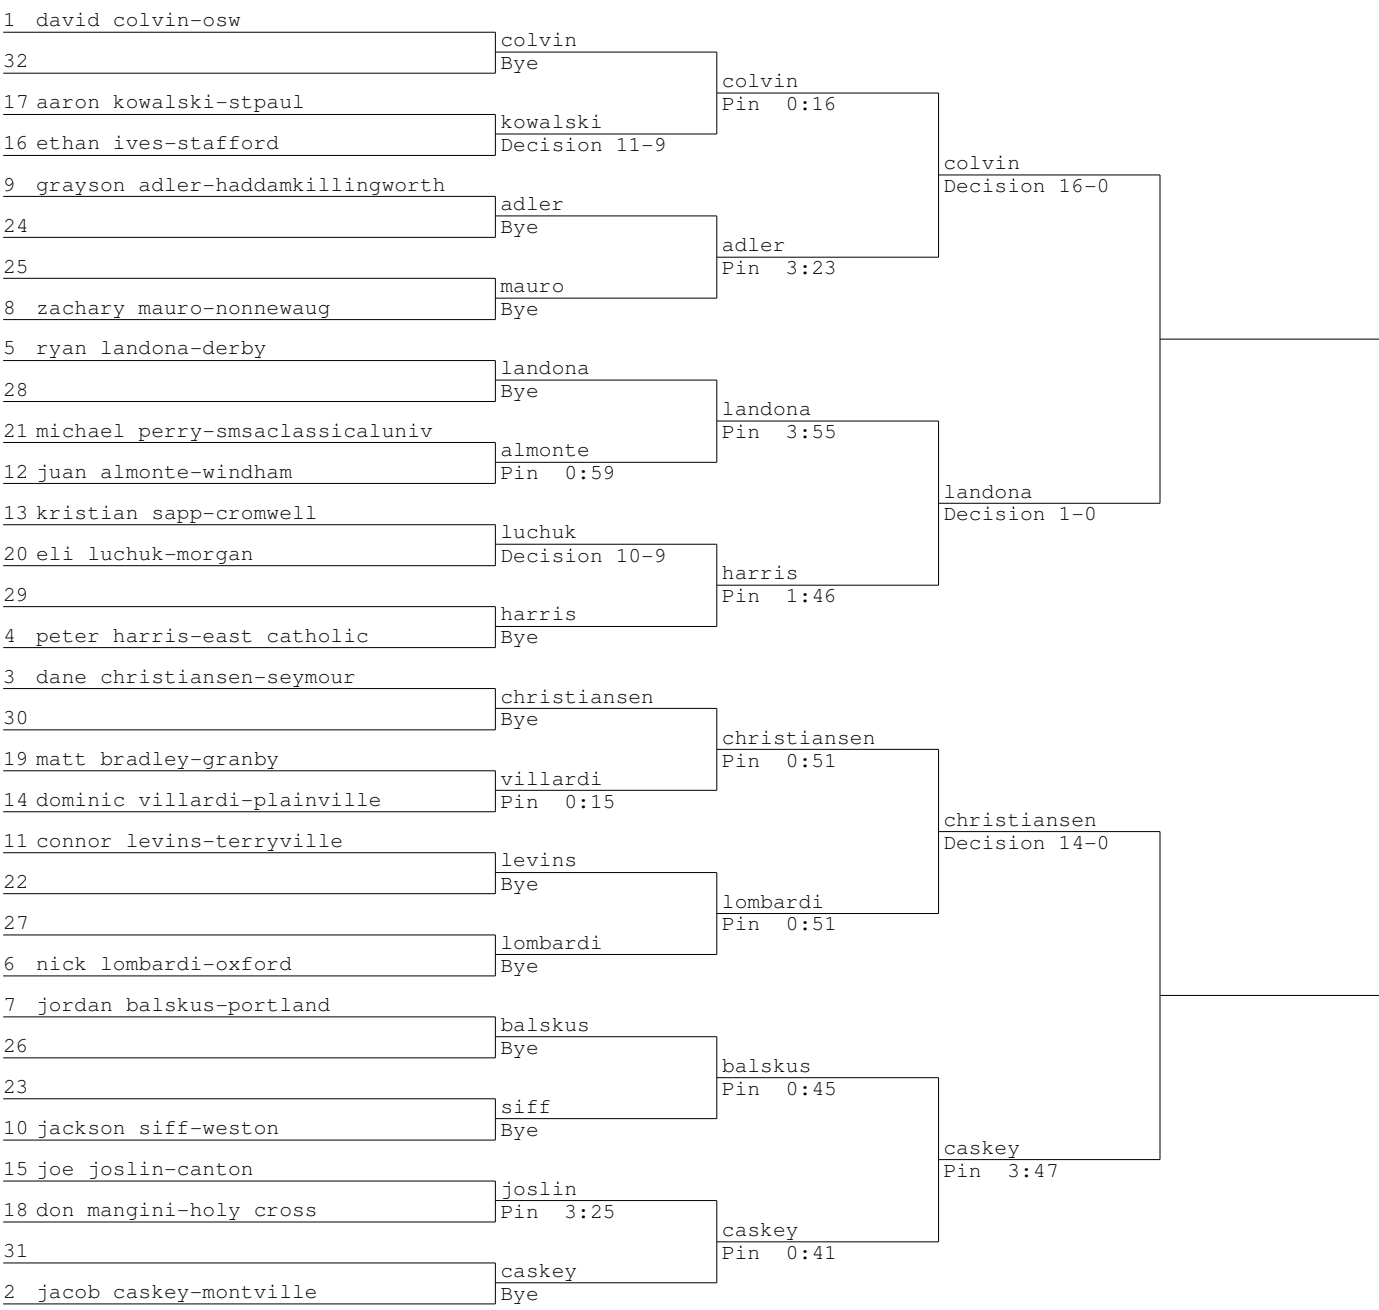 1 david colvin-osw
32
17 aaron kowalski-stpaul
16 ethan ives-stafford
9 grayson adler-haddamkillingworth
24
25
8 zachary mauro-nonnewaug
5 ryan landona-derby
28
21 michael perry-smsaclassicaluniv
12 juan almonte-windham
13 kristian sapp-cromwell
20 eli luchuk-morgan
29
4 peter harris-east catholic
3 dane christiansen-seymour
30
19 matt bradley-granby
14 dominic villardi-plainville
11 connor levins-terryville
22
27
6 nick lombardi-oxford
7 jordan balskus-portland
26
23
10 jackson siff-weston
15 joe joslin-canton
18 don mangini-holy cross
31
2 jacob caskey-montville
colvin
Bye
kowalski
Decision 11-9
adler
Bye
mauro
Bye
landona
Bye
almonte
Pin 0:59
luchuk
Decision 10-9
harris
Bye
christiansen
Bye
villardi
Pin 0:15
levins
Bye
lombardi
Bye
balskus
Bye
siff
Bye
joslin
Pin 3:25
caskey
Bye
colvin
Pin 0:16
adler
Pin 3:23
landona
Pin 3:55
harris
Pin 1:46
christiansen
Pin 0:51
lombardi
Pin 0:51
balskus
Pin 0:45
caskey
Pin 0:41
colvin
Decision 16-0
landona
Decision 1-0
christiansen
Decision 14-0
caskey
Pin 3:47